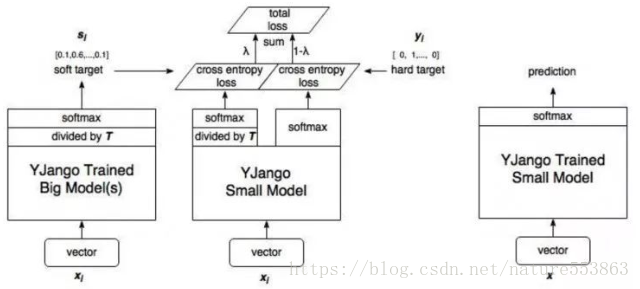 total
loss
sum
λ
1-λ
s_i
[0.1,0.6,...,0.1]
soft target
cross entropy
loss
cross entropy
loss
y_i
[ 0, 1,..., 0]
hard target
prediction
softmax
divided by T
YJango Trained
Big Model(s)
vector
x_i
softmax
divided by T
softmax
YJango
Small Model
vector
x_i
softmax
YJango Trained
Small Model
vector
x
https://blog.csdn.net/nature553863